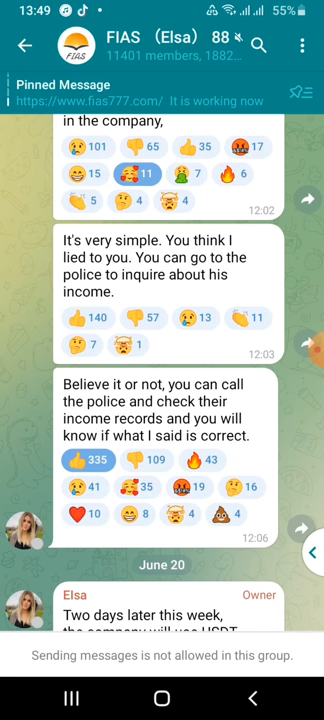 13:49
55%
FIAS (Elsa) 88
11401 members, 1882...
FIAS
Pinned Message
https://www.fias777.com/ It is working now
in the company,
101 65 35 17
15 11 7 6
5 4 4
12:02
It's very simple. You think I
lied to you. You can go to the
police to inquire about his
income.
140 57 13 11
7 1
12:03
Believe it or not, you can call
the police and check their
income records and you will
know if what I said is correct.
335 109 43
41 35 19 16
10 8 4 4
12:06
June 20
Elsa Owner
Two days later this week,
the company will use USDT
Sending messages is not allowed in this group.